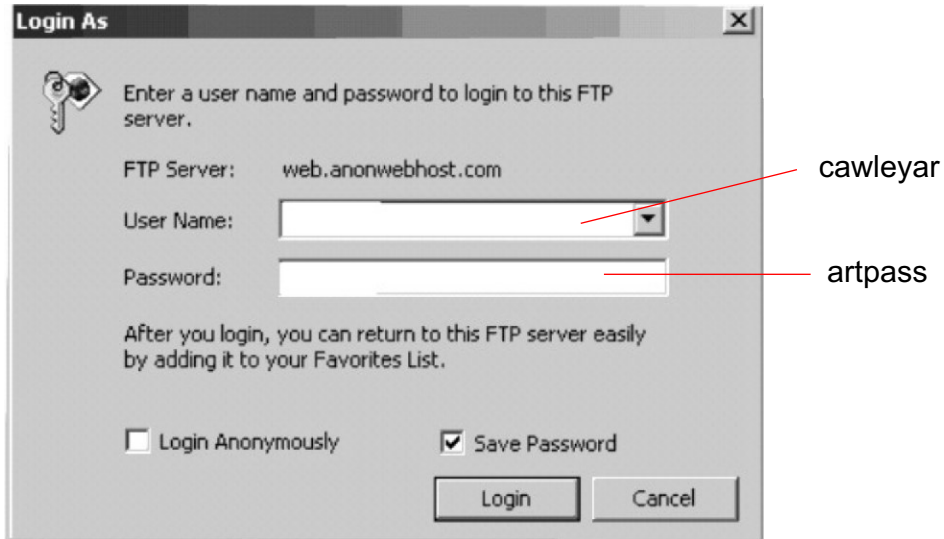 Login As
Enter a user name and password to login to this FTP
server.
FTP Server: web.anonwebhost.com
User Name: cawleyar
Password: artpass
After you login, you can return to this FTP server easily
by adding it to your Favorites List.
Login Anonymously
Save Password
Login
Cancel